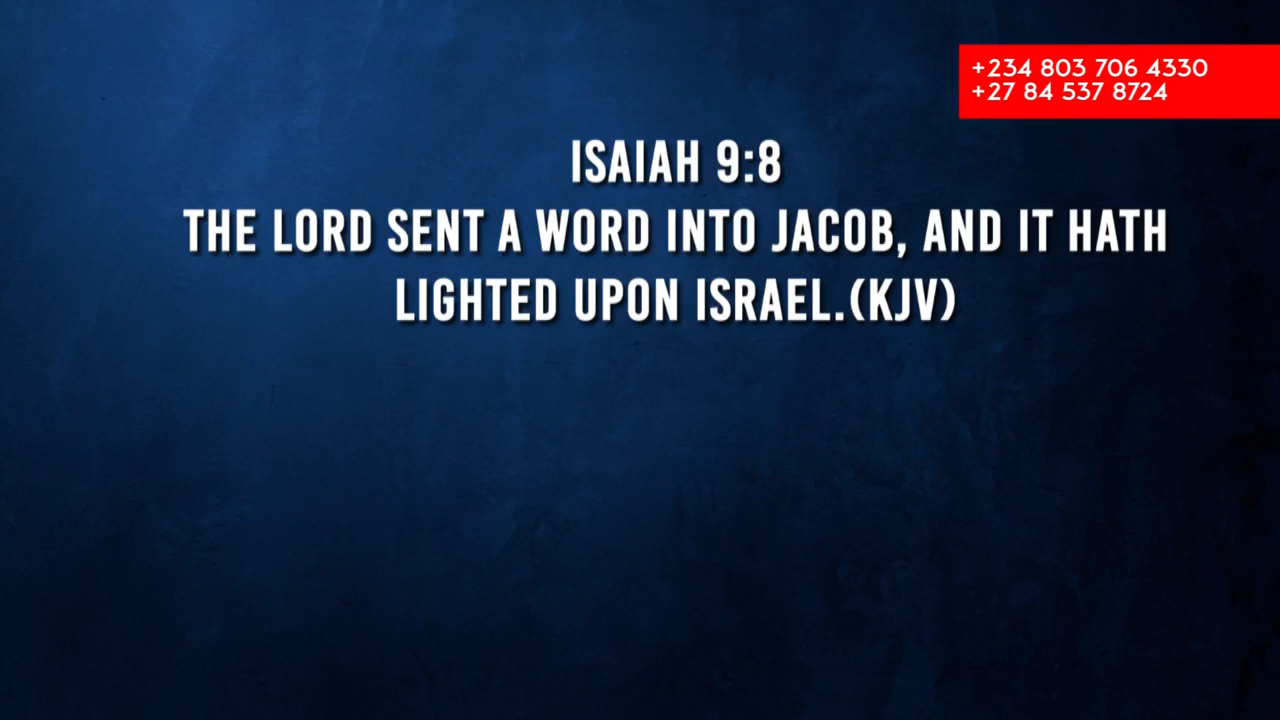 +234 803 706 4330
+27 84 537 8724
ISAIAH 9:8
THE LORD SENT A WORD INTO JACOB, AND IT HATH
LIGHTED UPON ISRAEL.(KJV)